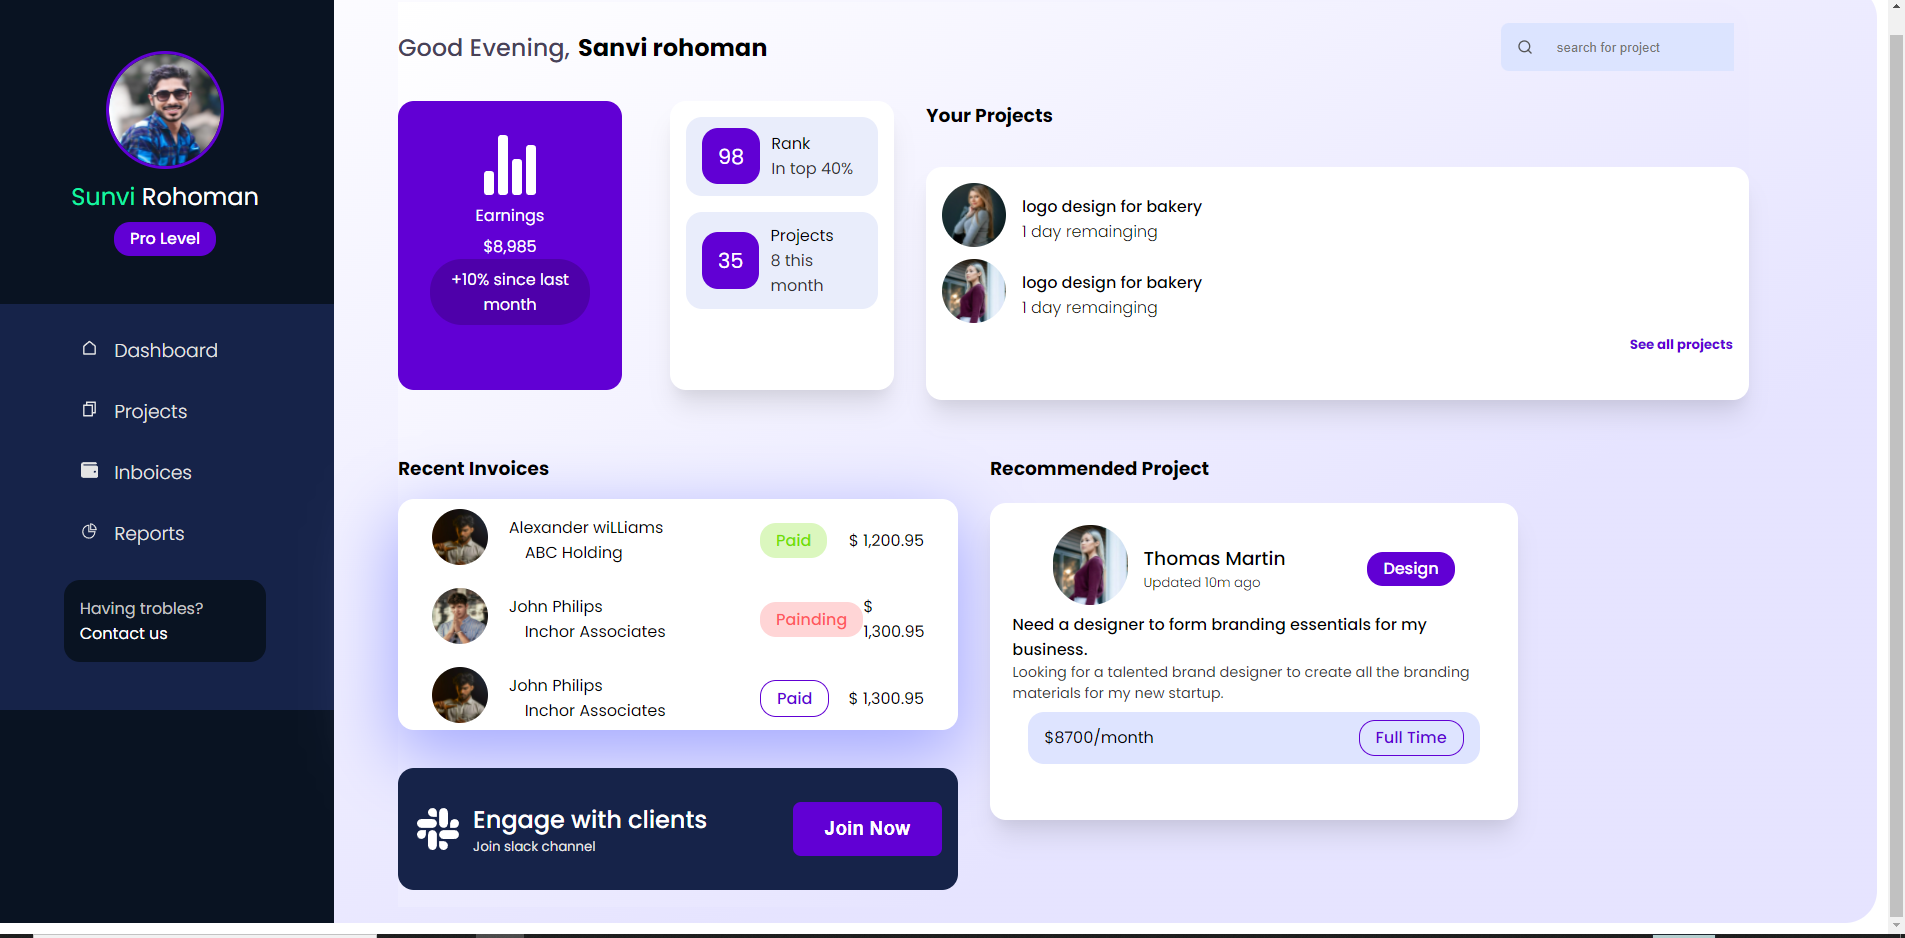 Sunvi Rohoman
Pro Level
Dashboard
Projects
Inboices
Reports
Having trobles?
Contact us
Good Evening, Sanvi rohoman
search for project
Earnings
$8,985
+10% since last
month
98
Rank
In top 40%
35
Projects
8 this
month
Your Projects
logo design for bakery
1 day remainging
logo design for bakery
1 day remainging
See all projects
Recent Invoices
Alexander wiLLiams
ABC Holding
Paid
$ 1,200.95
John Philips
Inchor Associates
Painding
$
1,300.95
John Philips
Inchor Associates
Paid
$ 1,300.95
Engage with clients
Join slack channel
Join Now
Recommended Project
Thomas Martin
Updated 10m ago
Design
Need a designer to form branding essentials for my
business.
Looking for a talented brand designer to create all the branding
materials for my new startup.
$8700/month
Full Time